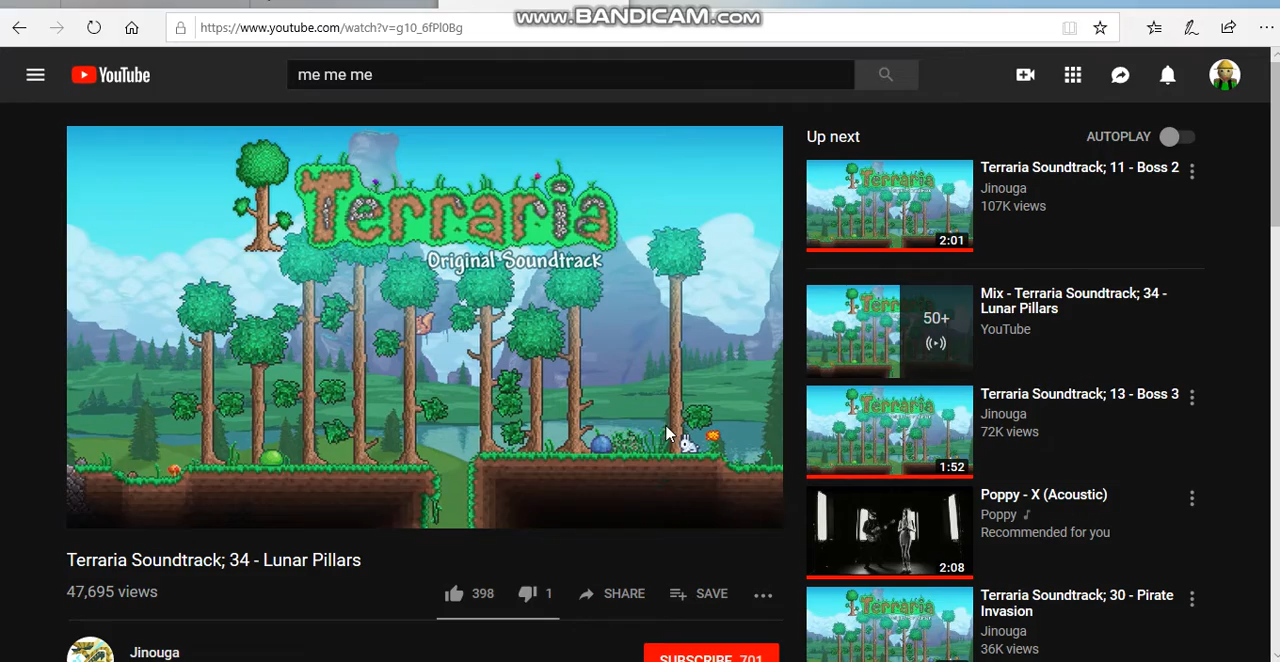 www.BANDICAM.com
https://www.youtube.com/watch?v=g10_6fPl0Bg
YouTube
me me me
Terraria
Original Soundtrack
Up next
AUTOPLAY
Terraria Soundtrack; 11 - Boss 2
Jinouga
107K views
2:01
Mix - Terraria Soundtrack; 34 -
Lunar Pillars
YouTube
50+
Terraria Soundtrack; 13 - Boss 3
Jinouga
72K views
1:52
Poppy - X (Acoustic)
Poppy
Recommended for you
2:08
Terraria Soundtrack; 30 - Pirate
Invasion
Jinouga
36K views
Terraria Soundtrack; 34 - Lunar Pillars
47,695 views
398
1
SHARE
SAVE
Jinouga
SUBSCRIBE 701